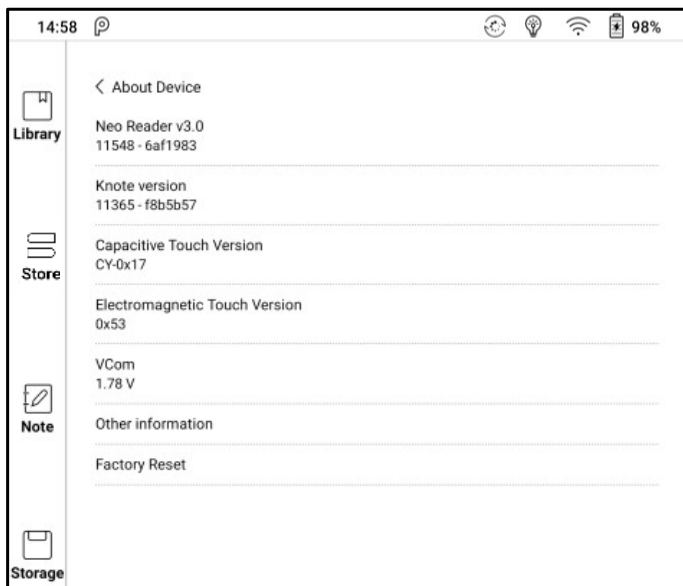 14:58
98%
Library
Store
Note
Storage
About Device
Neo Reader v3.0
11548 - 6af1983
Knote version
11365 - f8b5b57
Capacitive Touch Version
CY-0x17
Electromagnetic Touch Version
0x53
VCom
1.78 V
Other information
Factory Reset